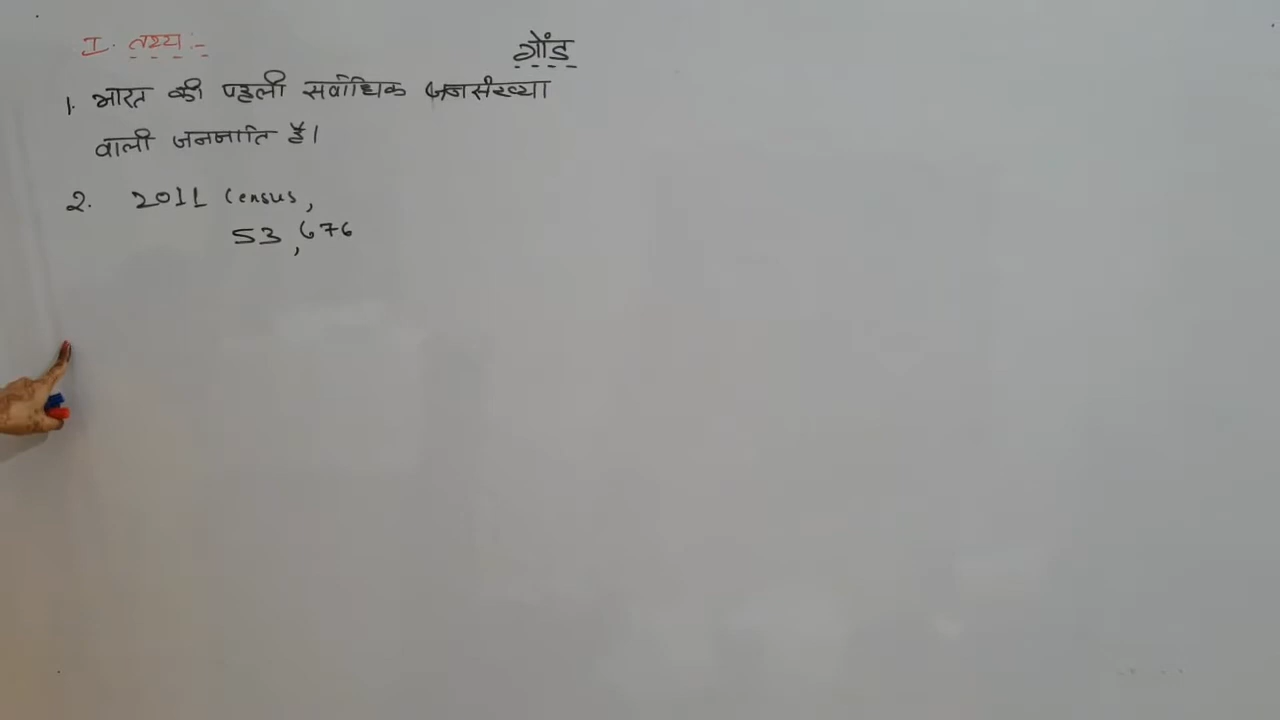 गोंड
I. तथ्य :-
1. भारत की पहली सर्वाधिक जनसंख्या
वाली जनजाति है।
2. 2011 Census,
53,676